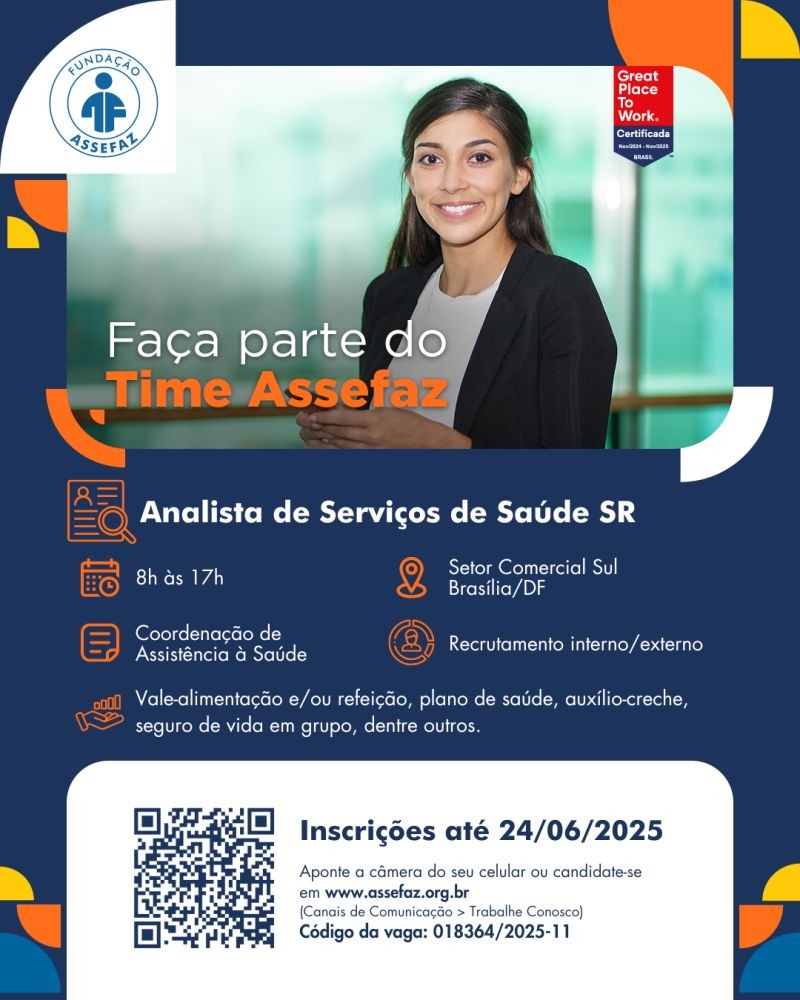 FUNDAÇÃO
ASSEFAZ
Great
Place
To
Work.
Certificada
Nov/2024 - Nov/2025
BRASIL
TM
Faça parte do
Time Assefaz
Analista de Serviços de Saúde SR
8h às 17h
Setor Comercial Sul
Brasília/DF
Coordenação de
Assistência à Saúde
Recrutamento interno/externo
Vale-alimentação e/ou refeição, plano de saúde, auxílio-creche,
seguro de vida em grupo, dentre outros.
Inscrições até 24/06/2025
Aponte a câmera do seu celular ou candidate-se
em www.assefaz.org.br
(Canais de Comunicação > Trabalhe Conosco)
Código da vaga: 018364/2025-11